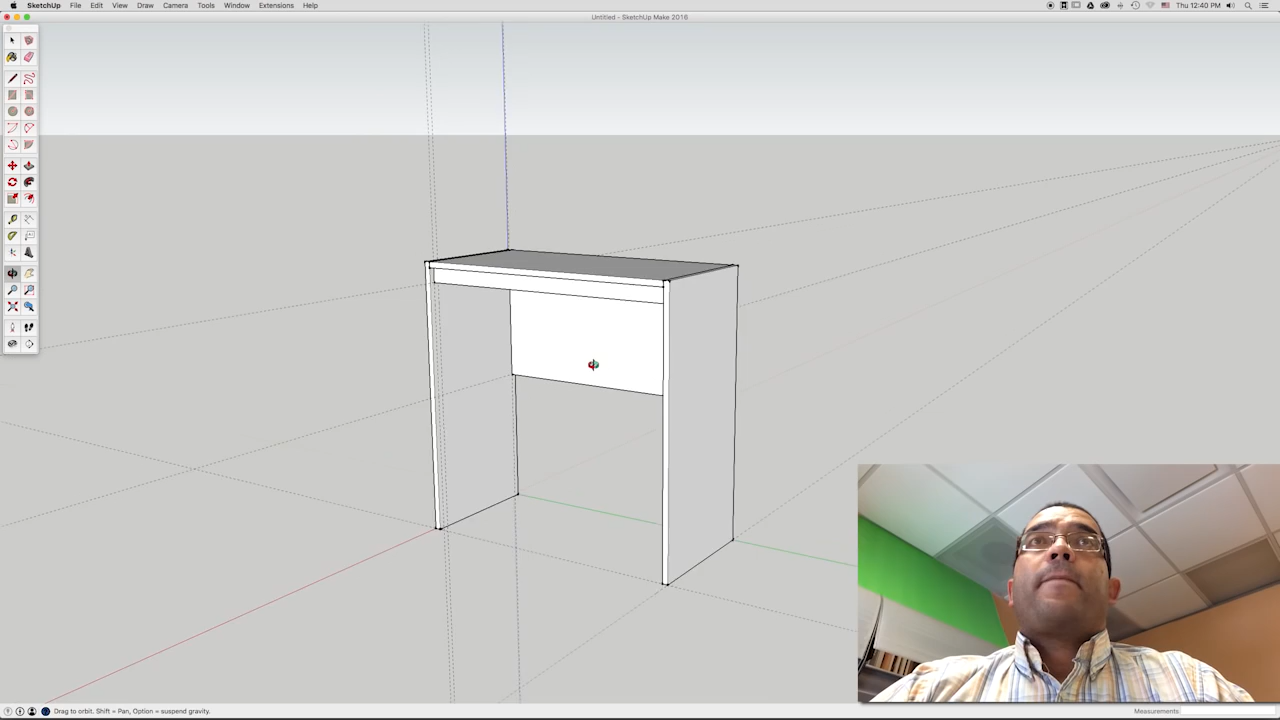 SketchUp File Edit View Draw Camera Tools Window Extensions Help Thu 12:40 PM
Untitled - SketchUp Make 2016
Drag to orbit. Shift = Pan, Option = suspend gravity. Measurements: